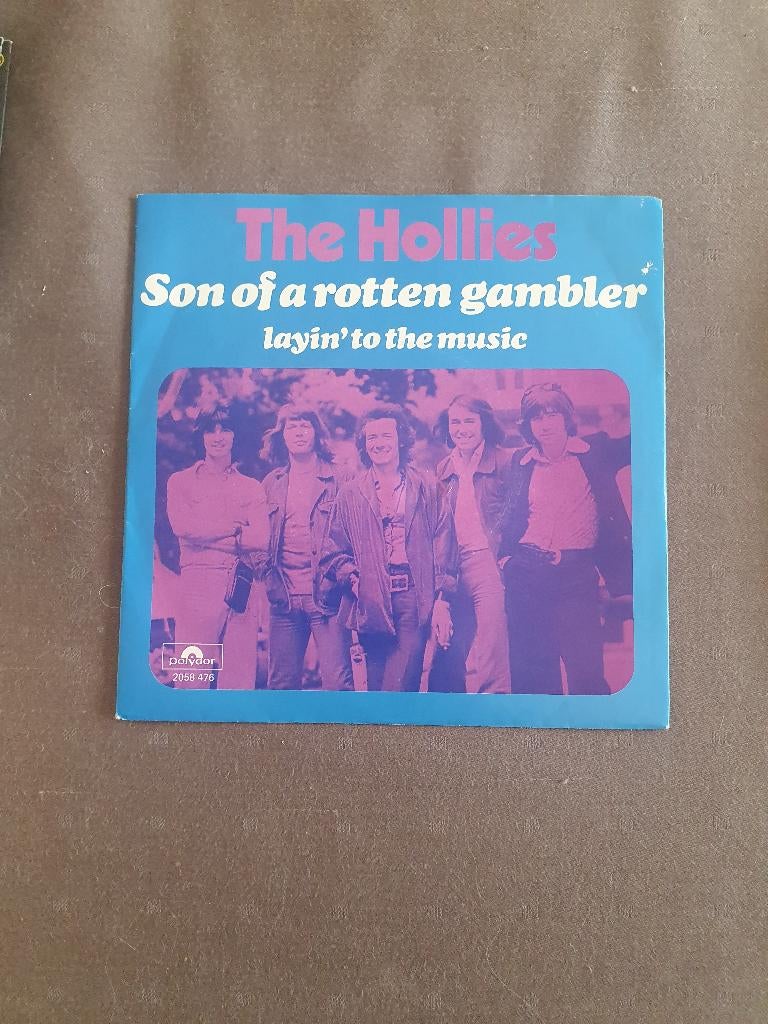 The Hollies
Son of a rotten gambler
layin' to the music
polydor
2058 476